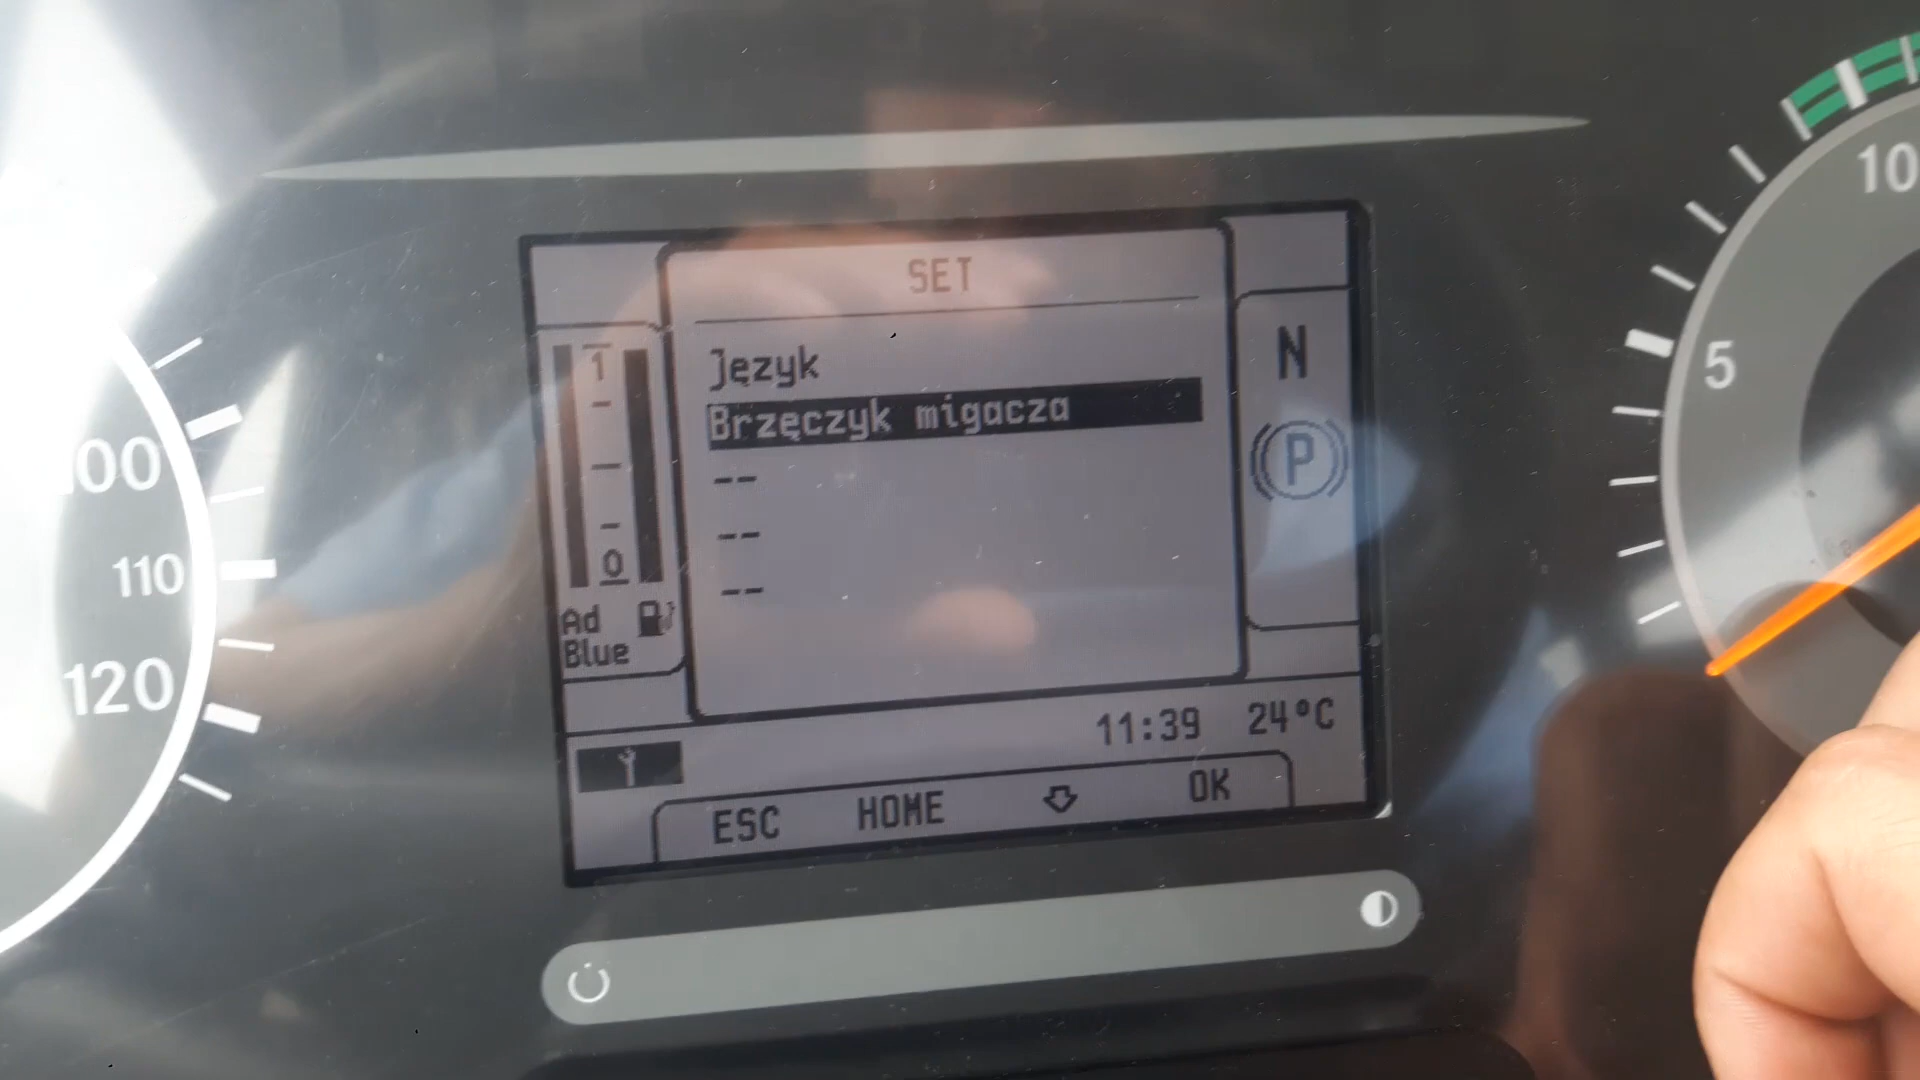 SET
Język
Brzęczyk migacza
--
--
--
1
0
Ad
Blue
N
P
11:39 24°C
ESC HOME OK
100
110
120
5
10